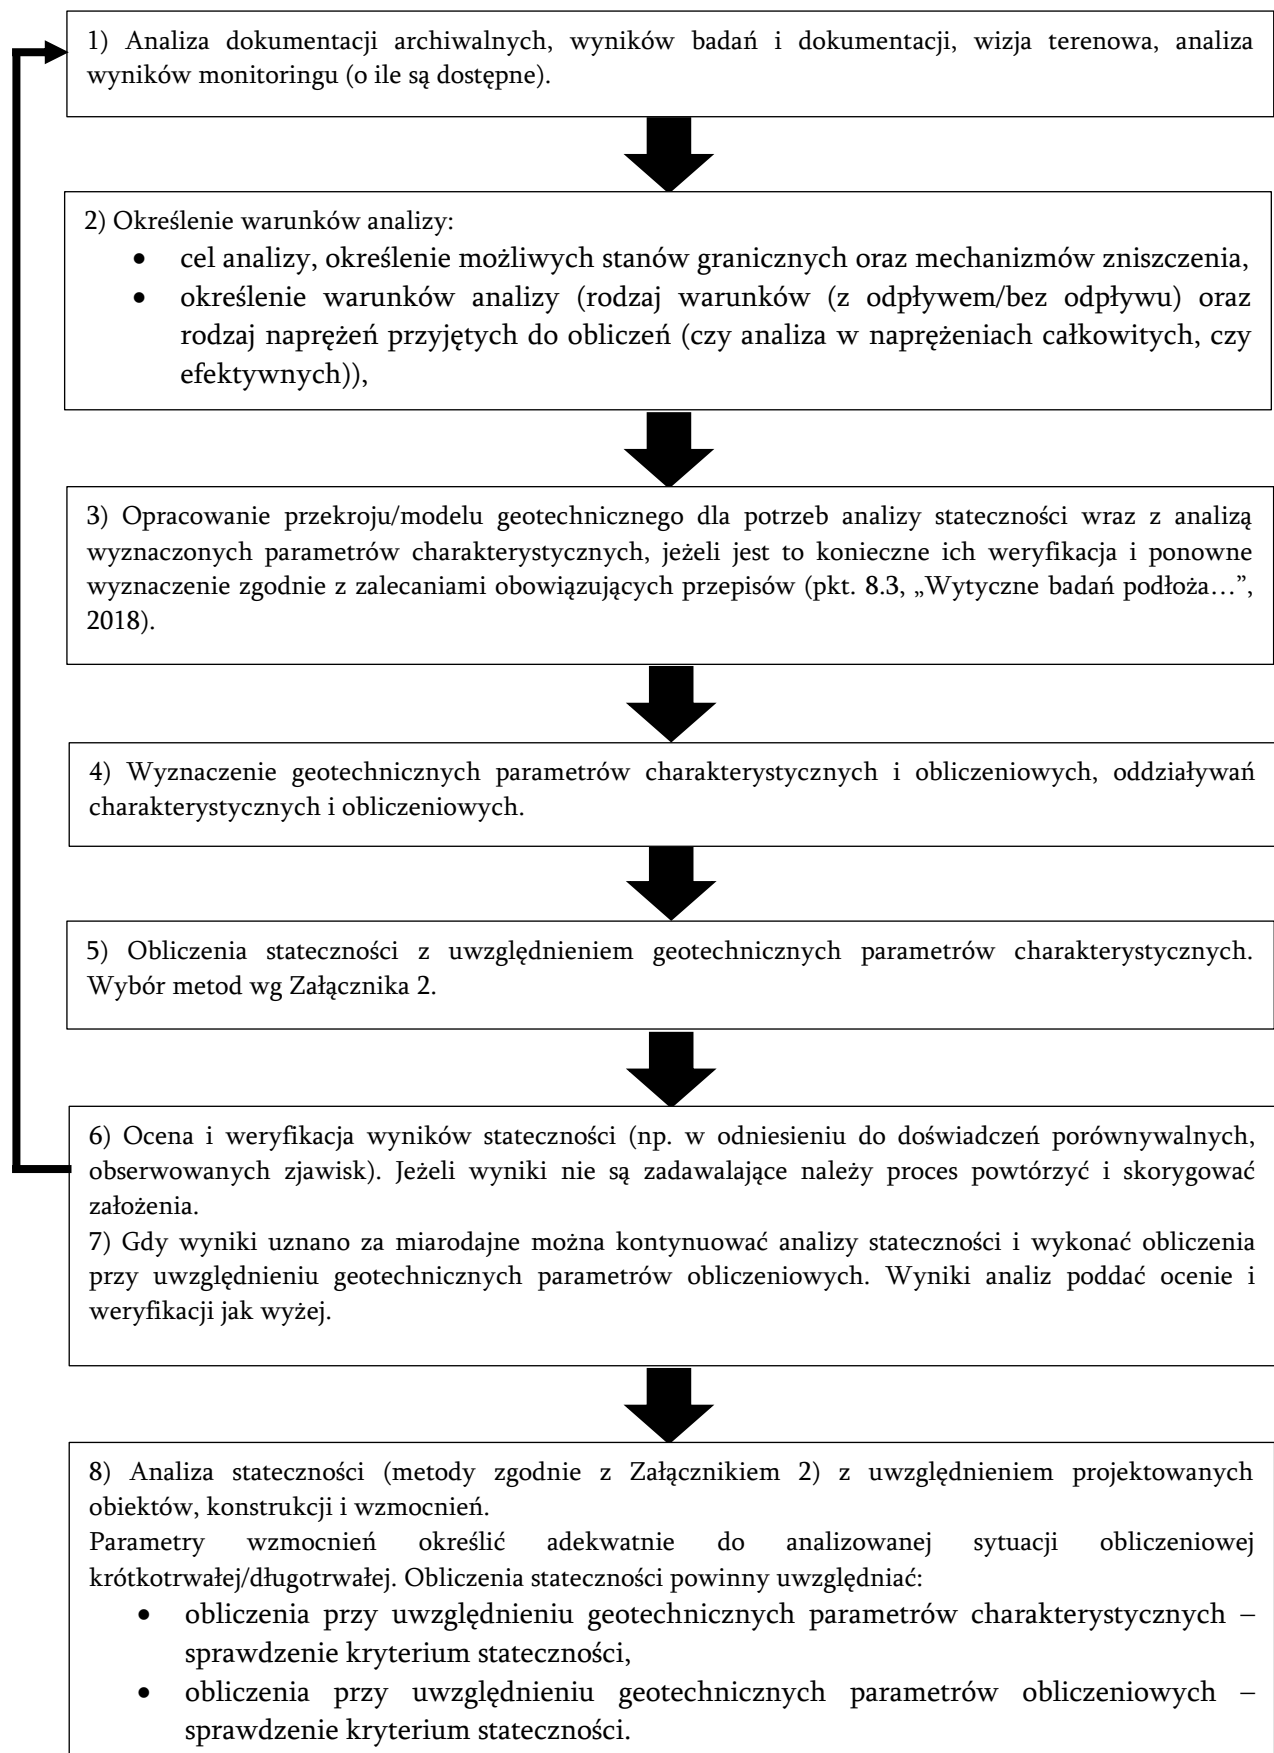 1) Analiza dokumentacji archiwalnych, wyników badań i dokumentacji, wizja terenowa, analiza
wyników monitoringu (o ile są dostępne).
2) Określenie warunków analizy:
• cel analizy, określenie możliwych stanów granicznych oraz mechanizmów zniszczenia,
• określenie warunków analizy (rodzaj warunków (z odpływem/bez odpływu) oraz
rodzaj naprężeń przyjętych do obliczeń (czy analiza w naprężeniach całkowitych, czy
efektywnych)),
3) Opracowanie przekroju/modelu geotechnicznego dla potrzeb analizy stateczności wraz z analizą
wyznaczonych parametrów charakterystycznych, jeżeli jest to konieczne ich weryfikacja i ponowne
wyznaczenie zgodnie z zalecaniami obowiązujących przepisów (pkt. 8.3, „Wytyczne badań podłoża…”,
2018).
4) Wyznaczenie geotechnicznych parametrów charakterystycznych i obliczeniowych, oddziaływań
charakterystycznych i obliczeniowych.
5) Obliczenia stateczności z uwzględnieniem geotechnicznych parametrów charakterystycznych.
Wybór metod wg Załącznika 2.
6) Ocena i weryfikacja wyników stateczności (np. w odniesieniu do doświadczeń porównywalnych,
obserwowanych zjawisk). Jeżeli wyniki nie są zadawalające należy proces powtórzyć i skorygować
założenia.
7) Gdy wyniki uznano za miarodajne można kontynuować analizy stateczności i wykonać obliczenia
przy uwzględnieniu geotechnicznych parametrów obliczeniowych. Wyniki analiz poddać ocenie i
weryfikacji jak wyżej.
8) Analiza stateczności (metody zgodnie z Załącznikiem 2) z uwzględnieniem projektowanych
obiektów, konstrukcji i wzmocnień.
Parametry wzmocnień określić adekwatnie do analizowanej sytuacji obliczeniowej
krótkotrwałej/długotrwałej. Obliczenia stateczności powinny uwzględniać:
• obliczenia przy uwzględnieniu geotechnicznych parametrów charakterystycznych –
sprawdzenie kryterium stateczności,
• obliczenia przy uwzględnieniu geotechnicznych parametrów obliczeniowych –
sprawdzenie kryterium stateczności.